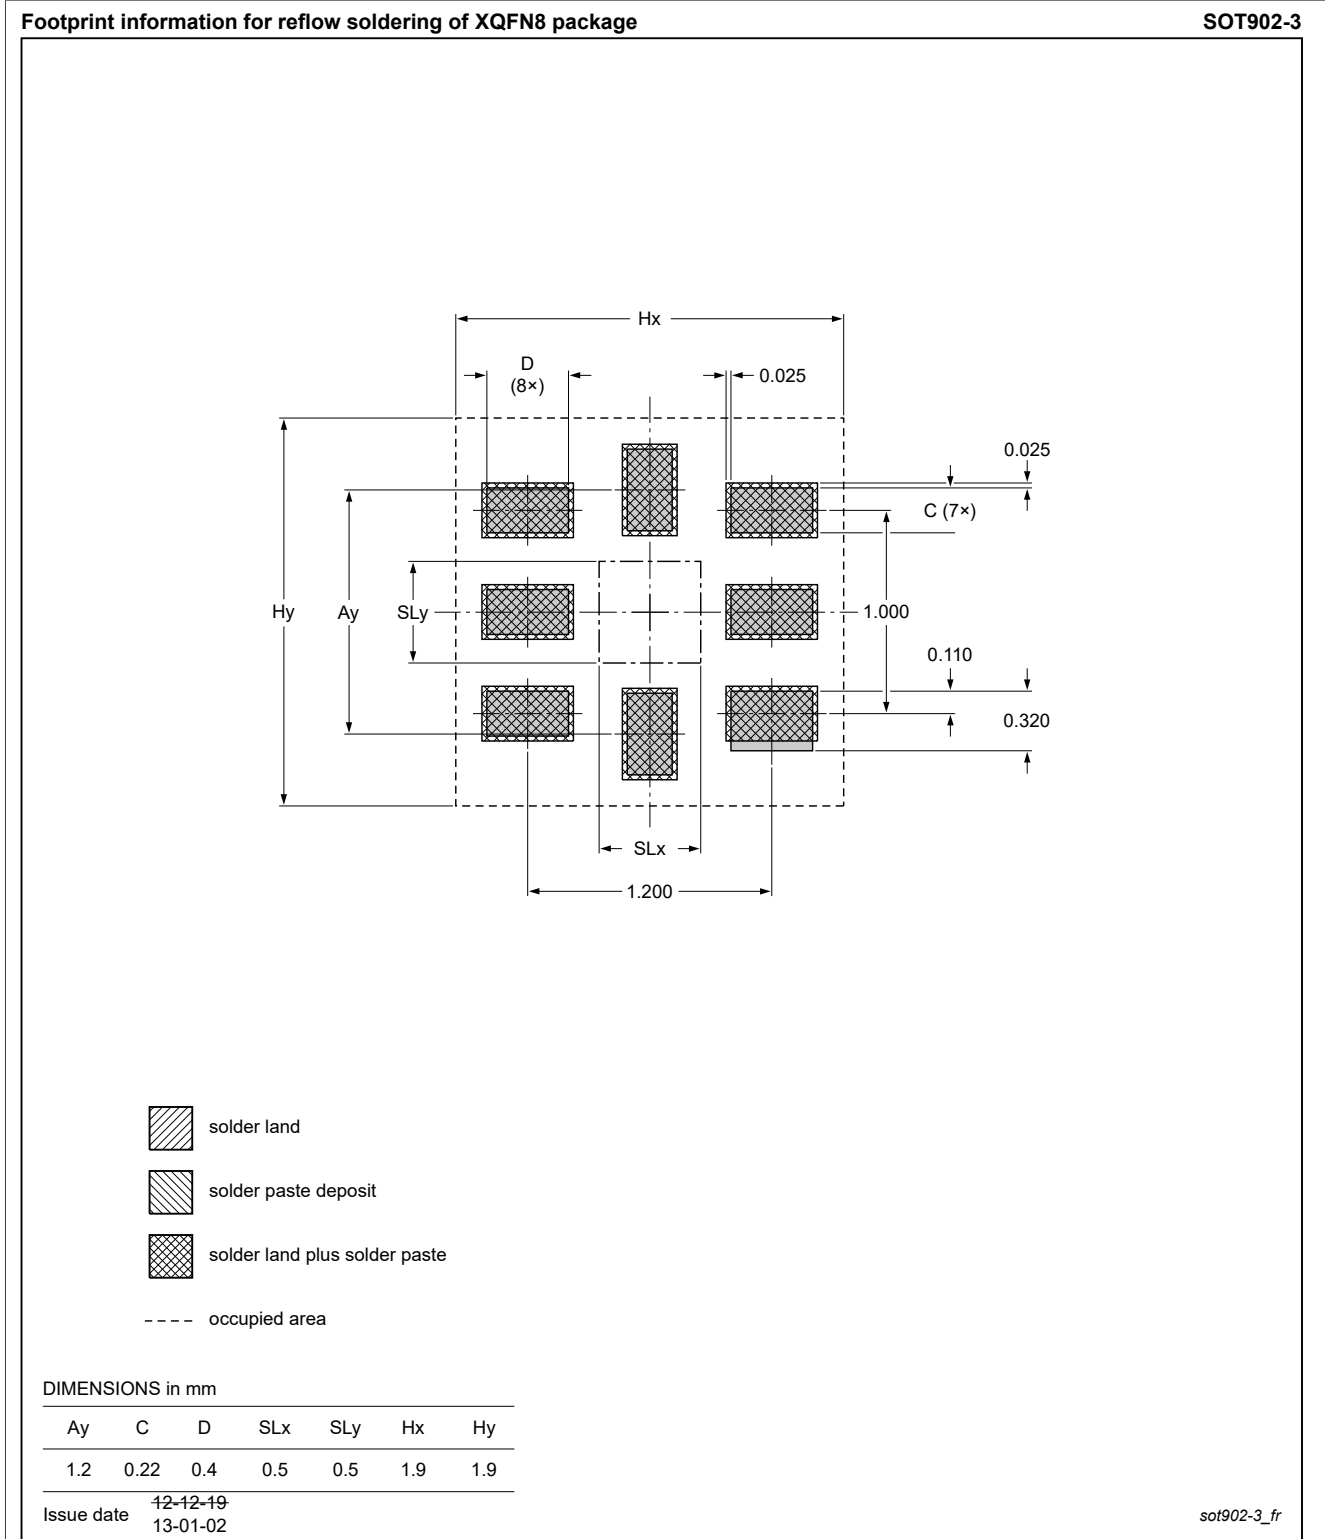 Footprint information for reflow soldering of XQFN8 package SOT902-3
Hx
D
(8×)
0.025
0.025
C (7×)
Hy
Ay
SLy
1.000
0.110
0.320
SLx
1.200
solder land
solder paste deposit
solder land plus solder paste
occupied area
DIMENSIONS in mm
Ay C D SLx SLy Hx Hy
1.2 0.22 0.4 0.5 0.5 1.9 1.9
Issue date 12-12-19
13-01-02
sot902-3_fr